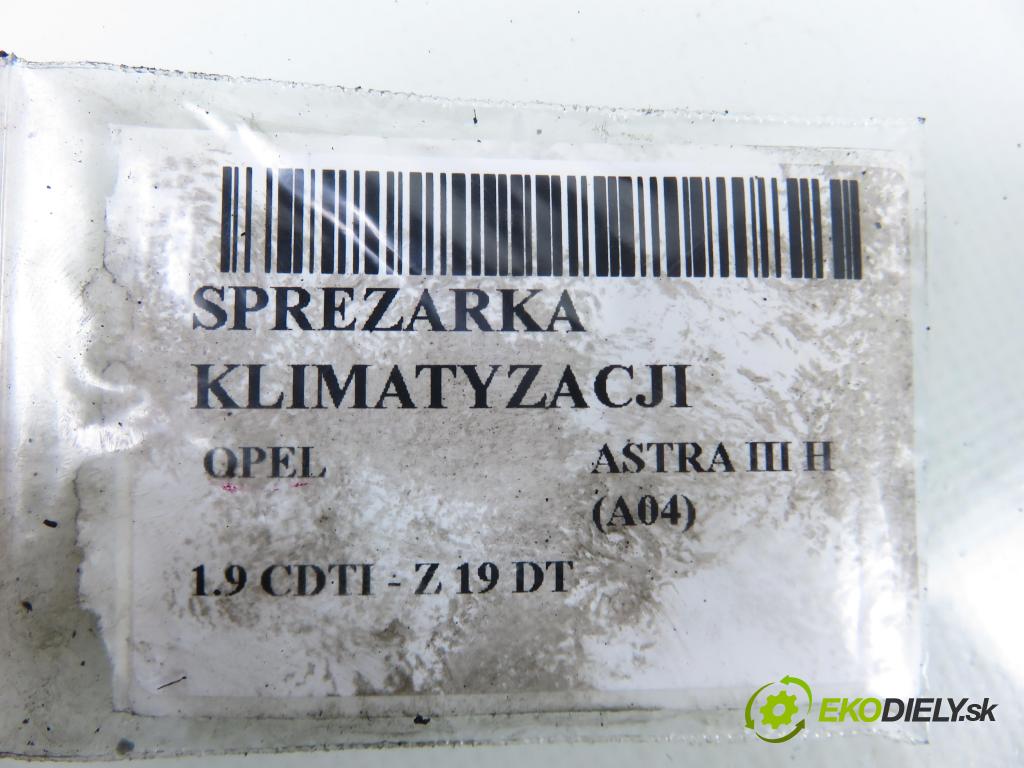 SPREZARKA
KLIMATYZACJI
OPEL ASTRA III H
(A04)
1.9 CDTI - Z 19 DT
EKODIELY.sk